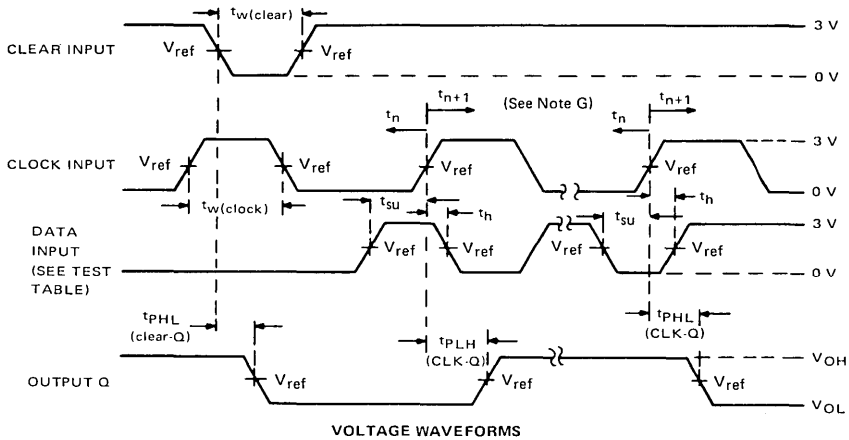 tw(clear)
3 V
CLEAR INPUT
Vref
Vref
0 V
tn
tn+1
(See Note G)
tn
tn+1
3 V
CLOCK INPUT
Vref
Vref
Vref
Vref
0 V
tw(clock)
tsu
th
tsu
th
3 V
DATA
INPUT
(SEE TEST
TABLE)
Vref
Vref
Vref
Vref
0 V
tPHL
(clear-Q)
tPLH
(CLK-Q)
tPHL
(CLK-Q)
VOH
OUTPUT Q
Vref
Vref
Vref
VOL
VOLTAGE WAVEFORMS